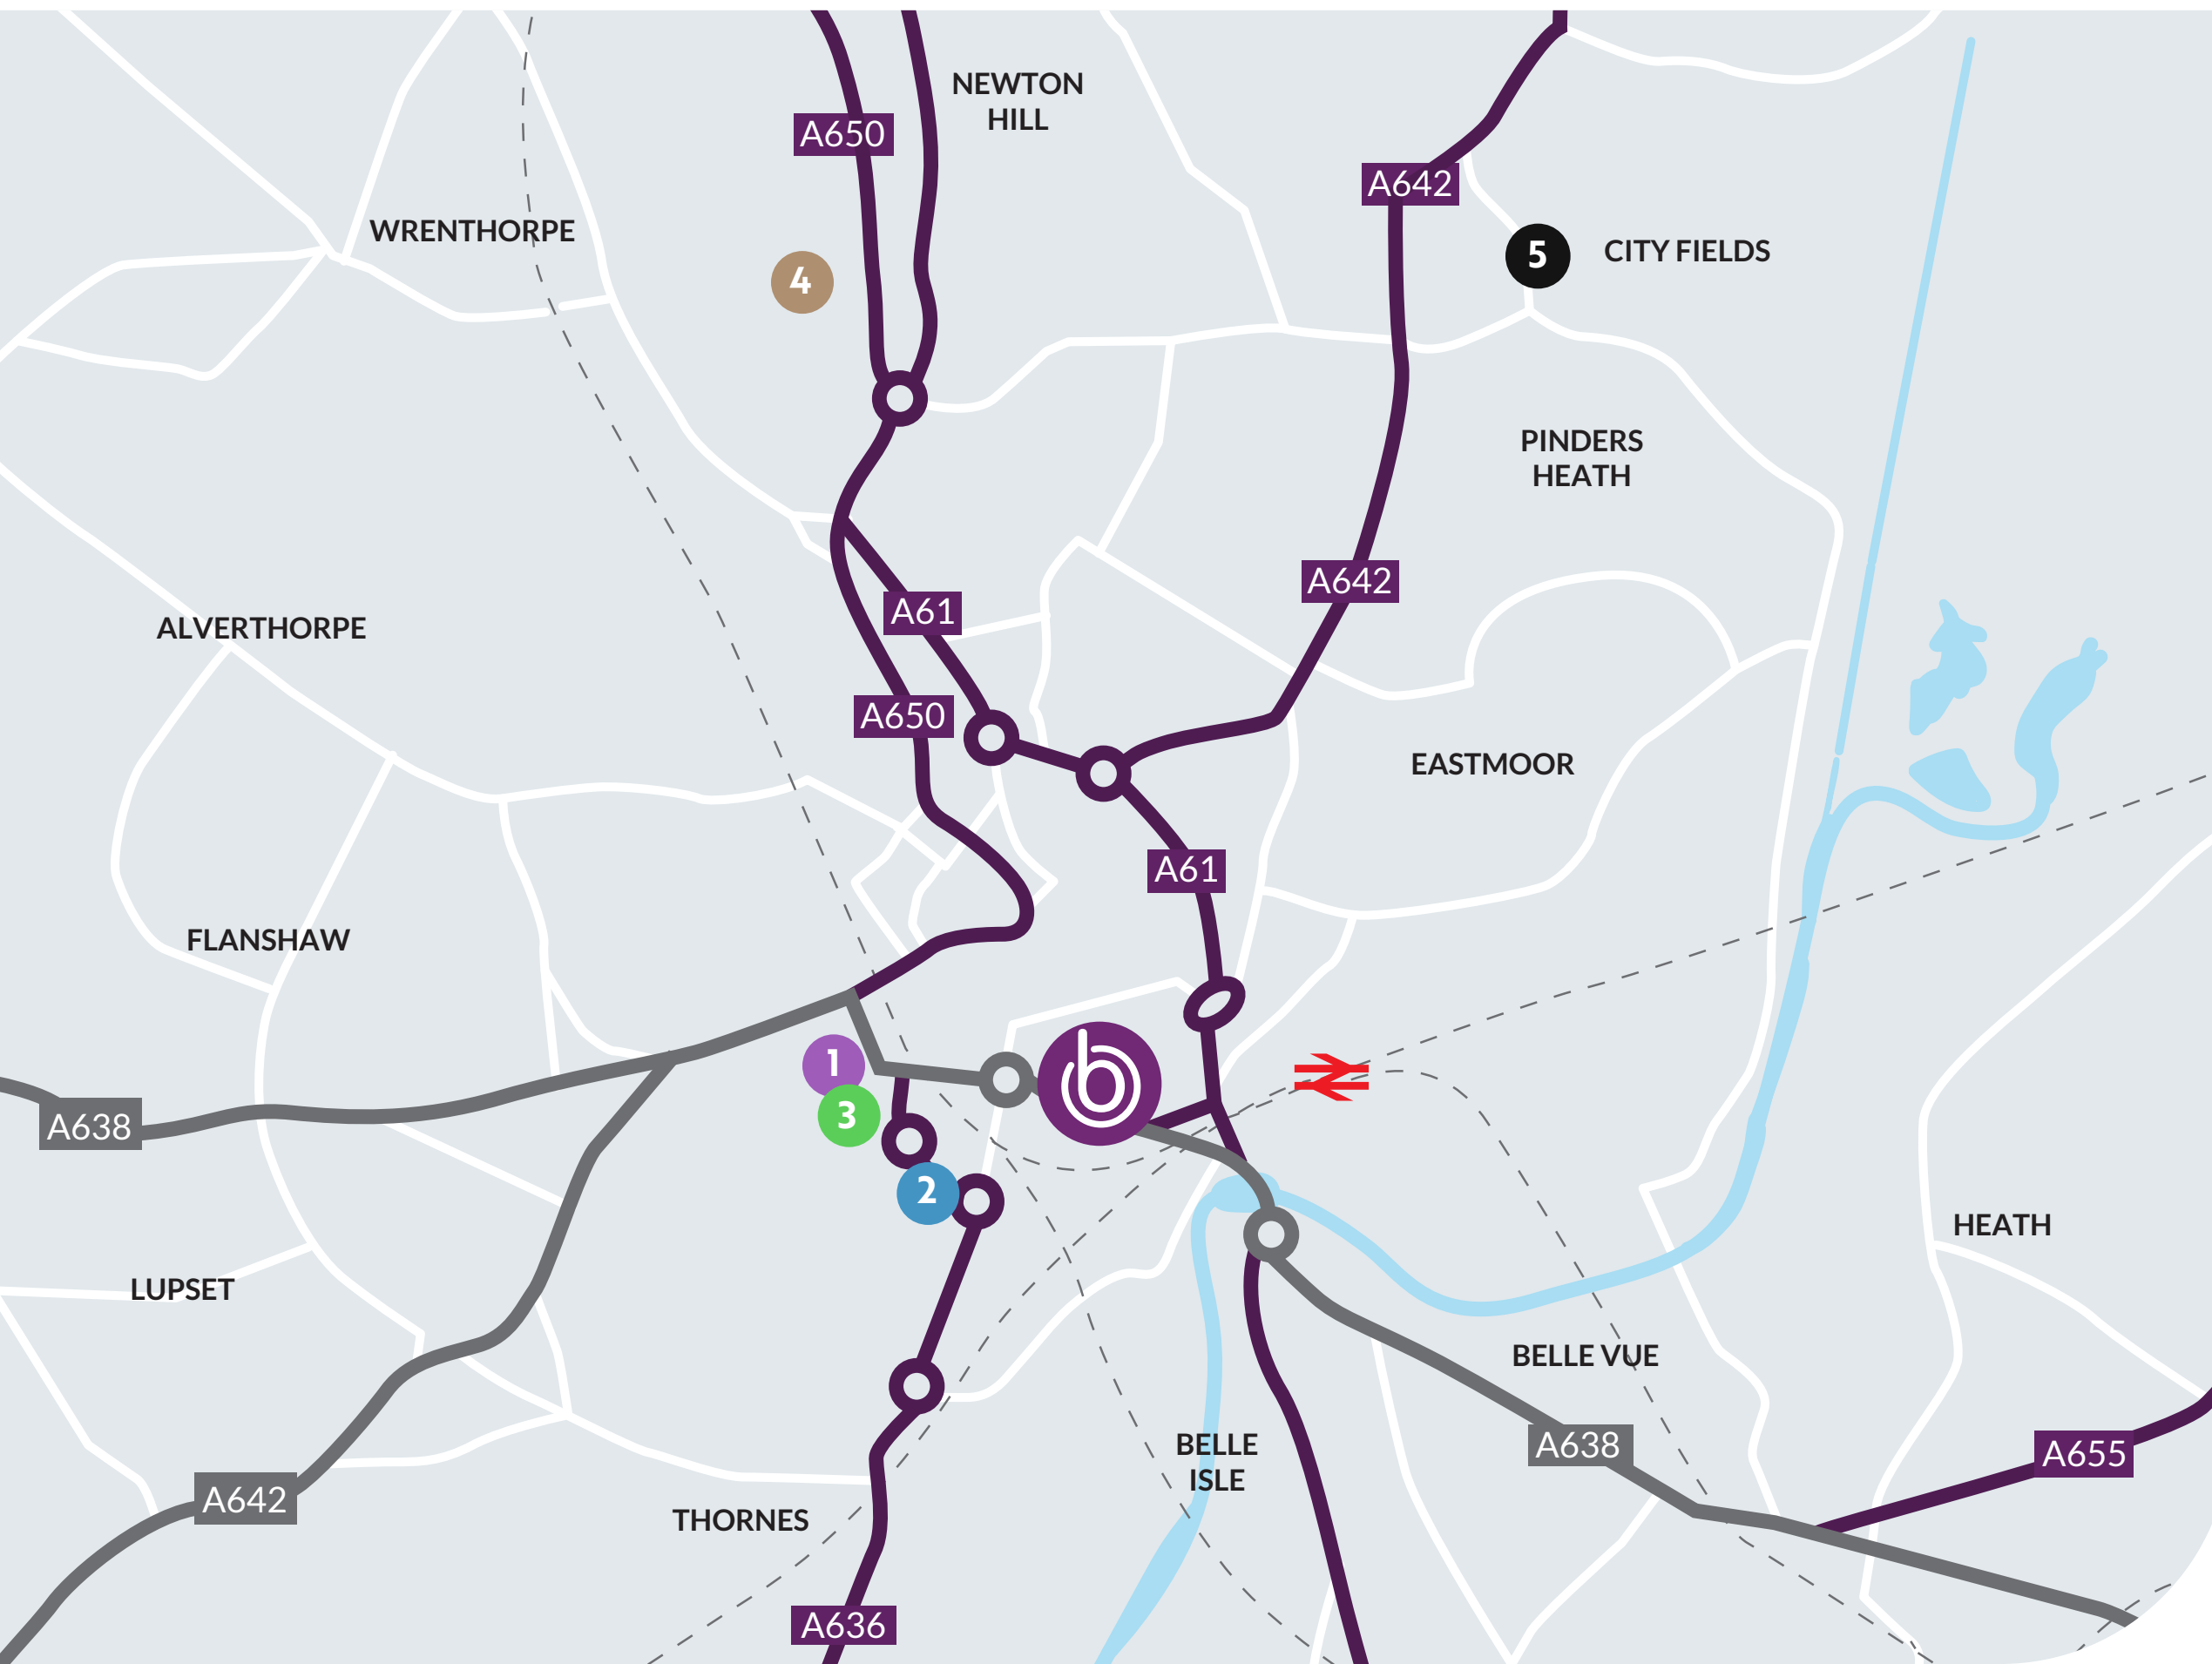 NEWTON
HILL
A650
A642
WRENTHORPE
5
CITY FIELDS
4
PINDERS
HEATH
A642
A61
ALVERTHORPE
A650
EASTMOOR
A61
FLANSHAW
1
b
3
A638
2
HEATH
LUPSET
BELLE VUE
BELLE
ISLE
A638
A655
A642
THORNES
A636